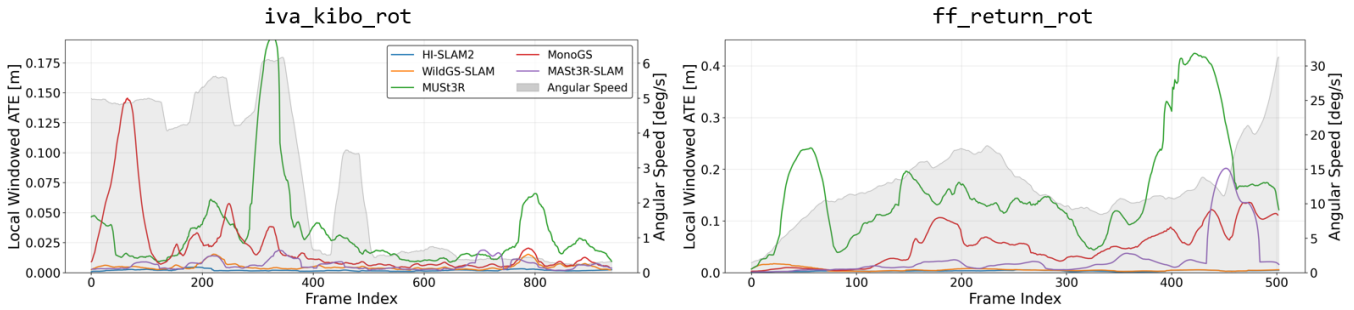 iva_kibo_rot
Local Windowed ATE [m]
0.175
0.150
0.125
0.100
0.075
0.050
0.025
0.000
HI-SLAM2
WildGS-SLAM
MUSt3R
MonoGS
MASt3R-SLAM
Angular Speed
6
5
4
3
2
1
0
Angular Speed [deg/s]
0 200 400 600 800
Frame Index
ff_return_rot
Local Windowed ATE [m]
0.4
0.3
0.2
0.1
0.0
30
25
20
15
10
5
0
Angular Speed [deg/s]
0 100 200 300 400 500
Frame Index